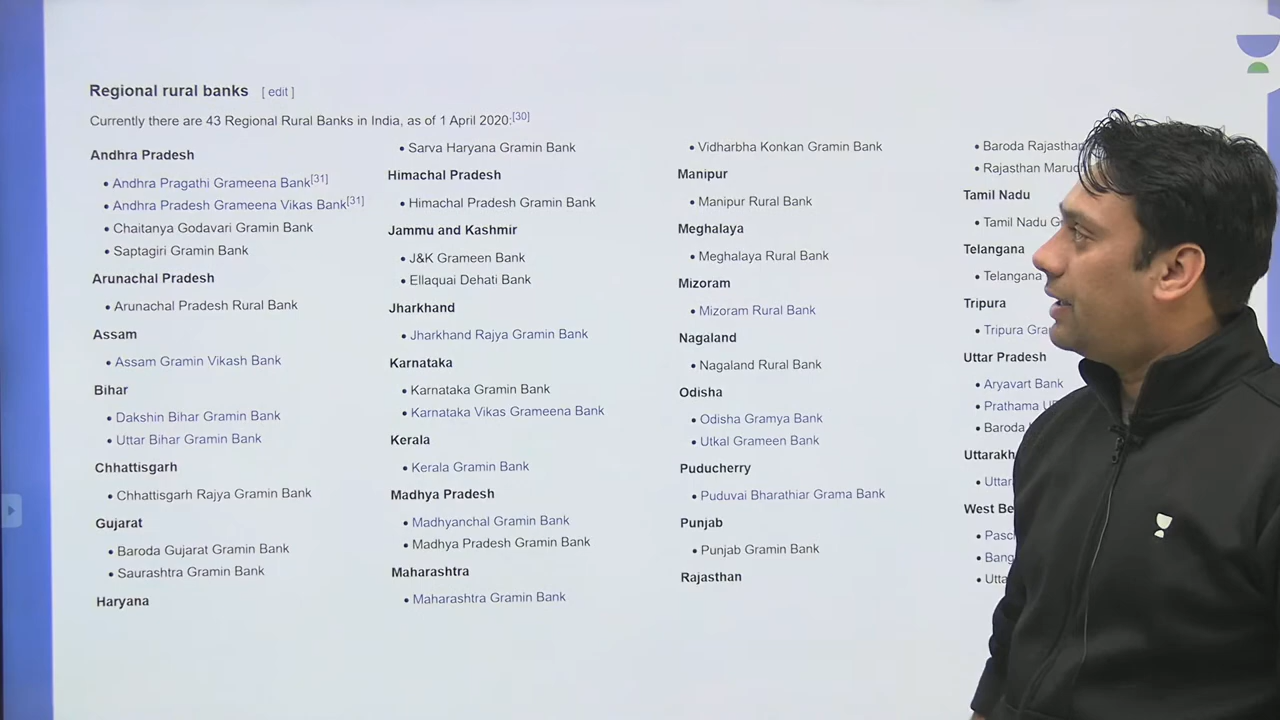 Regional rural banks [ edit ]
Currently there are 43 Regional Rural Banks in India, as of 1 April 2020:[30]
Andhra Pradesh
• Andhra Pragathi Grameena Bank[31]
• Andhra Pradesh Grameena Vikas Bank[31]
• Chaitanya Godavari Gramin Bank
• Saptagiri Gramin Bank
Arunachal Pradesh
• Arunachal Pradesh Rural Bank
Assam
• Assam Gramin Vikash Bank
Bihar
• Dakshin Bihar Gramin Bank
• Uttar Bihar Gramin Bank
Chhattisgarh
• Chhattisgarh Rajya Gramin Bank
Gujarat
• Baroda Gujarat Gramin Bank
• Saurashtra Gramin Bank
Haryana
• Sarva Haryana Gramin Bank
Himachal Pradesh
• Himachal Pradesh Gramin Bank
Jammu and Kashmir
• J&K Grameen Bank
• Ellaquai Dehati Bank
Jharkhand
• Jharkhand Rajya Gramin Bank
Karnataka
• Karnataka Gramin Bank
• Karnataka Vikas Grameena Bank
Kerala
• Kerala Gramin Bank
Madhya Pradesh
• Madhyanchal Gramin Bank
• Madhya Pradesh Gramin Bank
Maharashtra
• Maharashtra Gramin Bank
• Vidharbha Konkan Gramin Bank
Manipur
• Manipur Rural Bank
Meghalaya
• Meghalaya Rural Bank
Mizoram
• Mizoram Rural Bank
Nagaland
• Nagaland Rural Bank
Odisha
• Odisha Gramya Bank
• Utkal Grameen Bank
Puducherry
• Puduvai Bharathiar Grama Bank
Punjab
• Punjab Gramin Bank
Rajasthan
• Baroda Rajasthan
• Rajasthan
Tamil Nadu
• Tamil Nadu
Telangana
• Telangana
Tripura
• Tripura
Uttar Pradesh
• Aryavart Bank
• Prathama
• Baroda
West